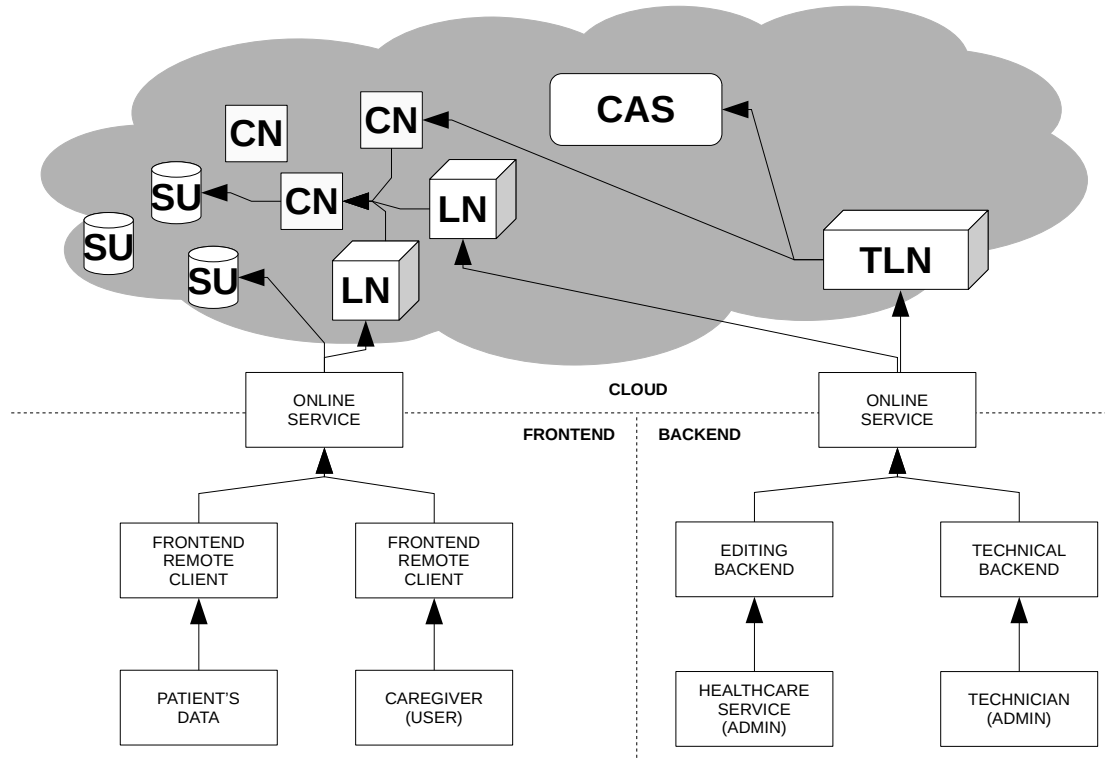 CAS
CN
CN
SU
CN
LN
SU
TLN
SU
LN
CLOUD
ONLINE
SERVICE
ONLINE
SERVICE
FRONTEND
BACKEND
FRONTEND
REMOTE
CLIENT
FRONTEND
REMOTE
CLIENT
EDITING
BACKEND
TECHNICAL
BACKEND
PATIENT'S
DATA
CAREGIVER
(USER)
HEALTHCARE
SERVICE
(ADMIN)
TECHNICIAN
(ADMIN)